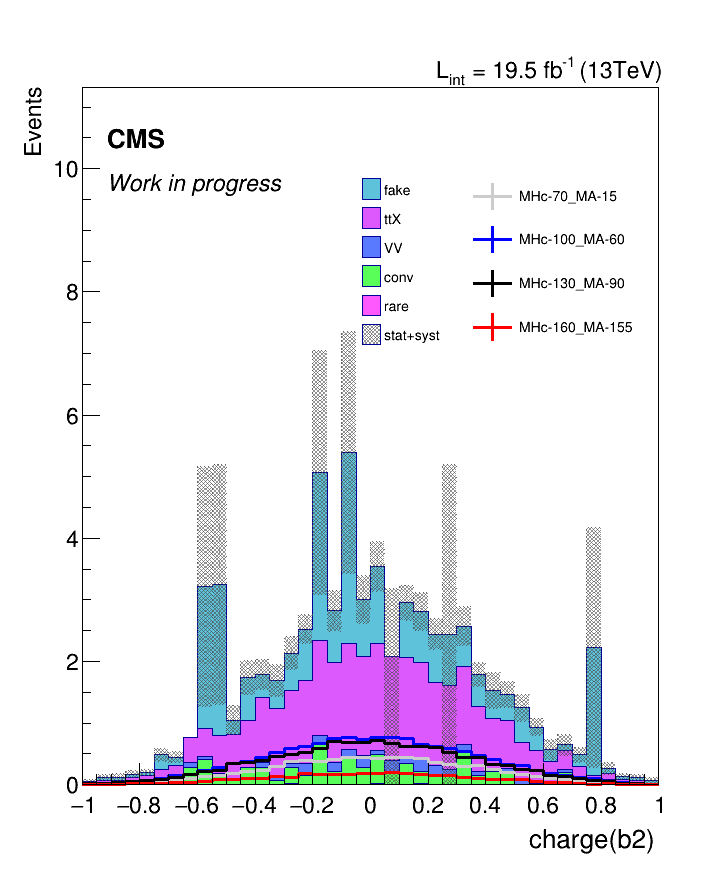 L_int = 19.5 fb^-1 (13TeV)
Events
CMS
Work in progress
fake
ttX
VV
conv
rare
stat+syst
MHc-70_MA-15
MHc-100_MA-60
MHc-130_MA-90
MHc-160_MA-155
10
8
6
4
2
0
−1 −0.8 −0.6 −0.4 −0.2 0 0.2 0.4 0.6 0.8 1
charge(b2)